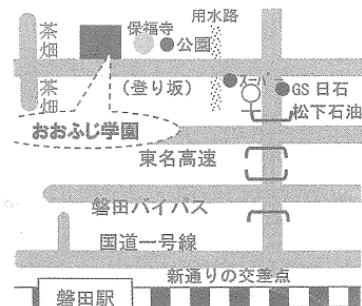 用水路
保福寺
公園
茶畑
茶畑
(登り坂)
スーパー
GS 日石
松下石油
おおふじ学園
東名高速
磐田バイパス
国道一号線
新通りの交差点
磐田駅